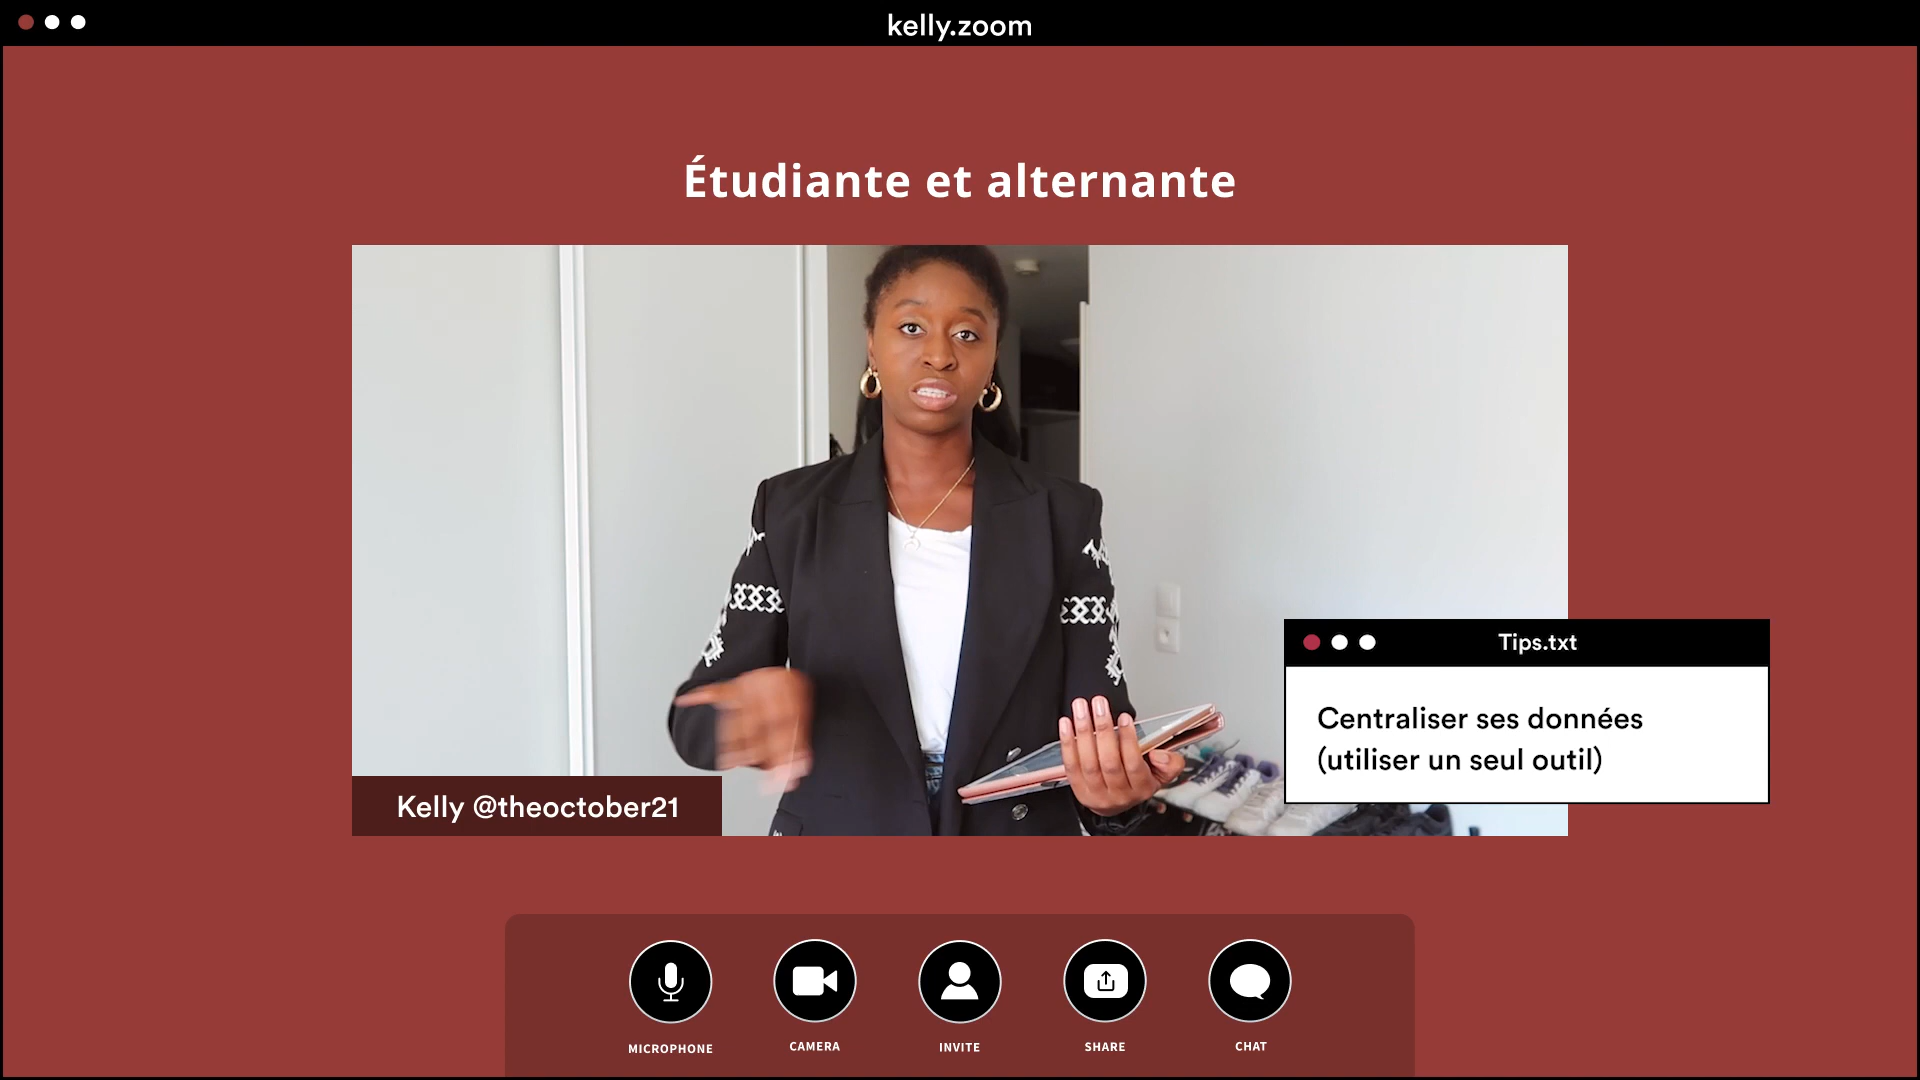 kelly.zoom
Étudiante et alternante
Tips.txt
Centraliser ses données
(utiliser un seul outil)
Kelly @theoctober21
MICROPHONE
CAMERA
INVITE
SHARE
CHAT